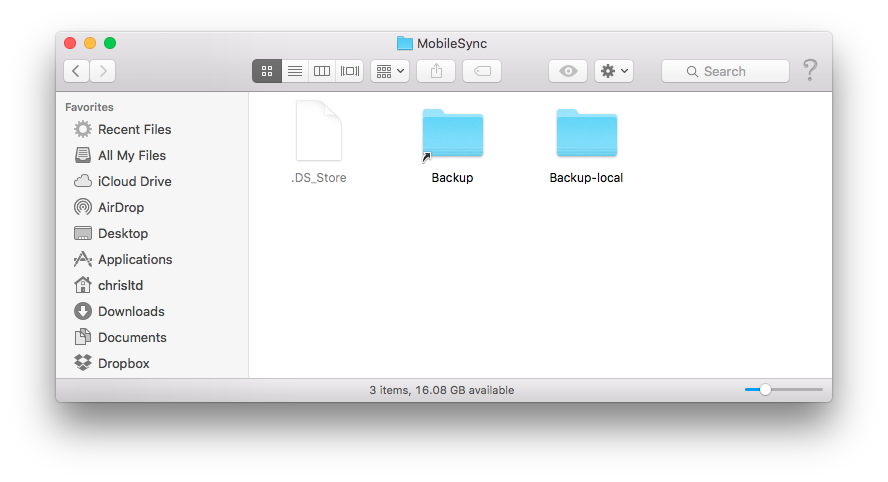 MobileSync
Search
?
Favorites
Recent Files
All My Files
iCloud Drive
AirDrop
Desktop
Applications
chrisltd
Downloads
Documents
Dropbox
.DS_Store
Backup
Backup-local
3 items, 16.08 GB available